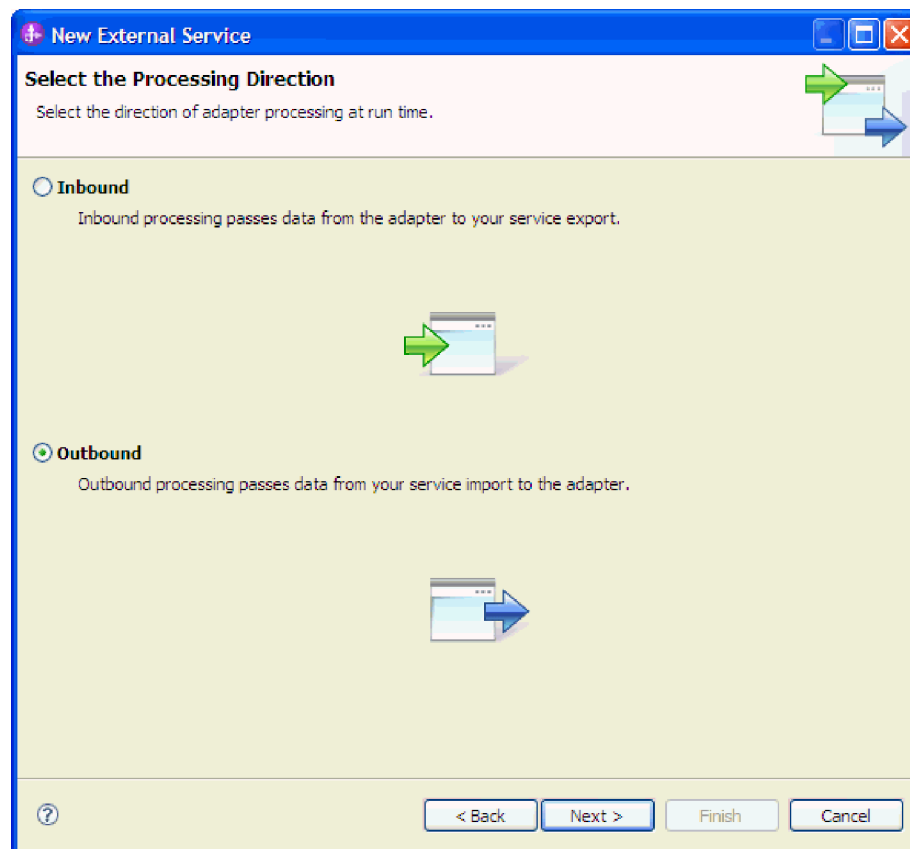 New External Service
Select the Processing Direction
Select the direction of adapter processing at run time.
Inbound
Inbound processing passes data from the adapter to your service export.
Outbound
Outbound processing passes data from your service import to the adapter.
< Back Next > Finish Cancel